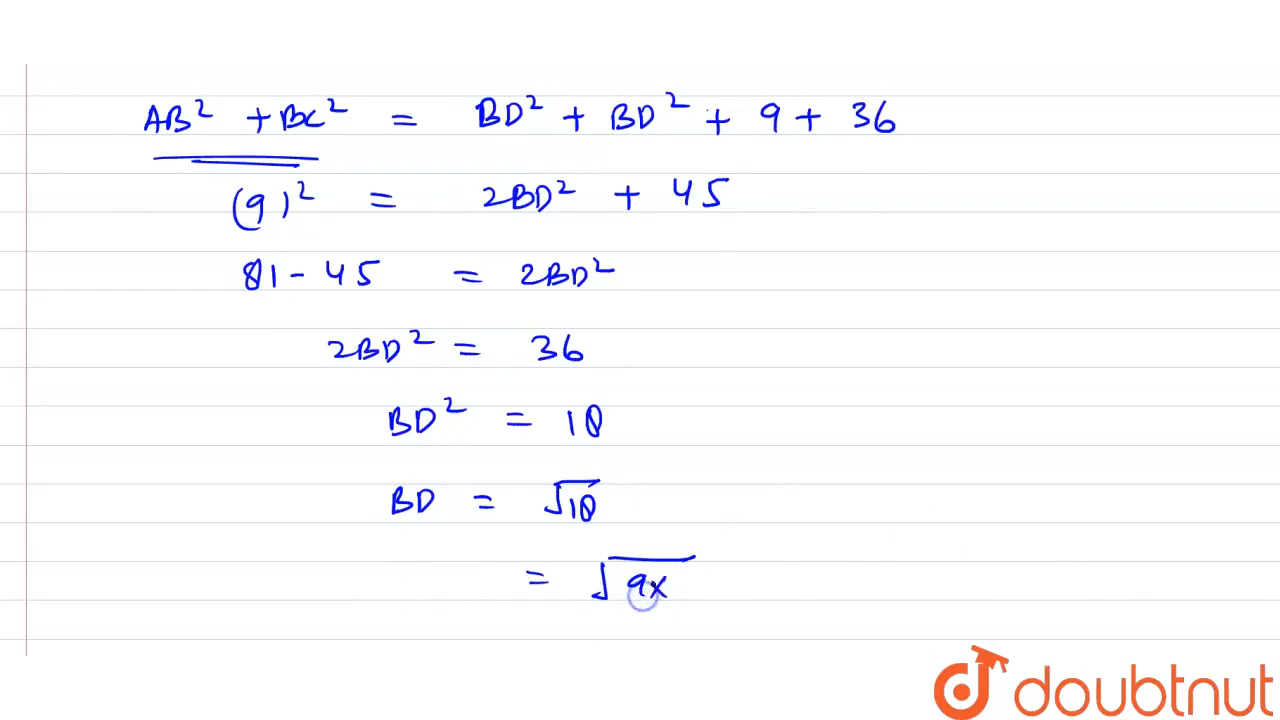 AB² + BC² = BD² + BD² + 9 + 36
(9)² = 2BD² + 45
81 - 45 = 2BD²
2BD² = 36
BD² = 18
BD = √18
= √9x
doubtnut